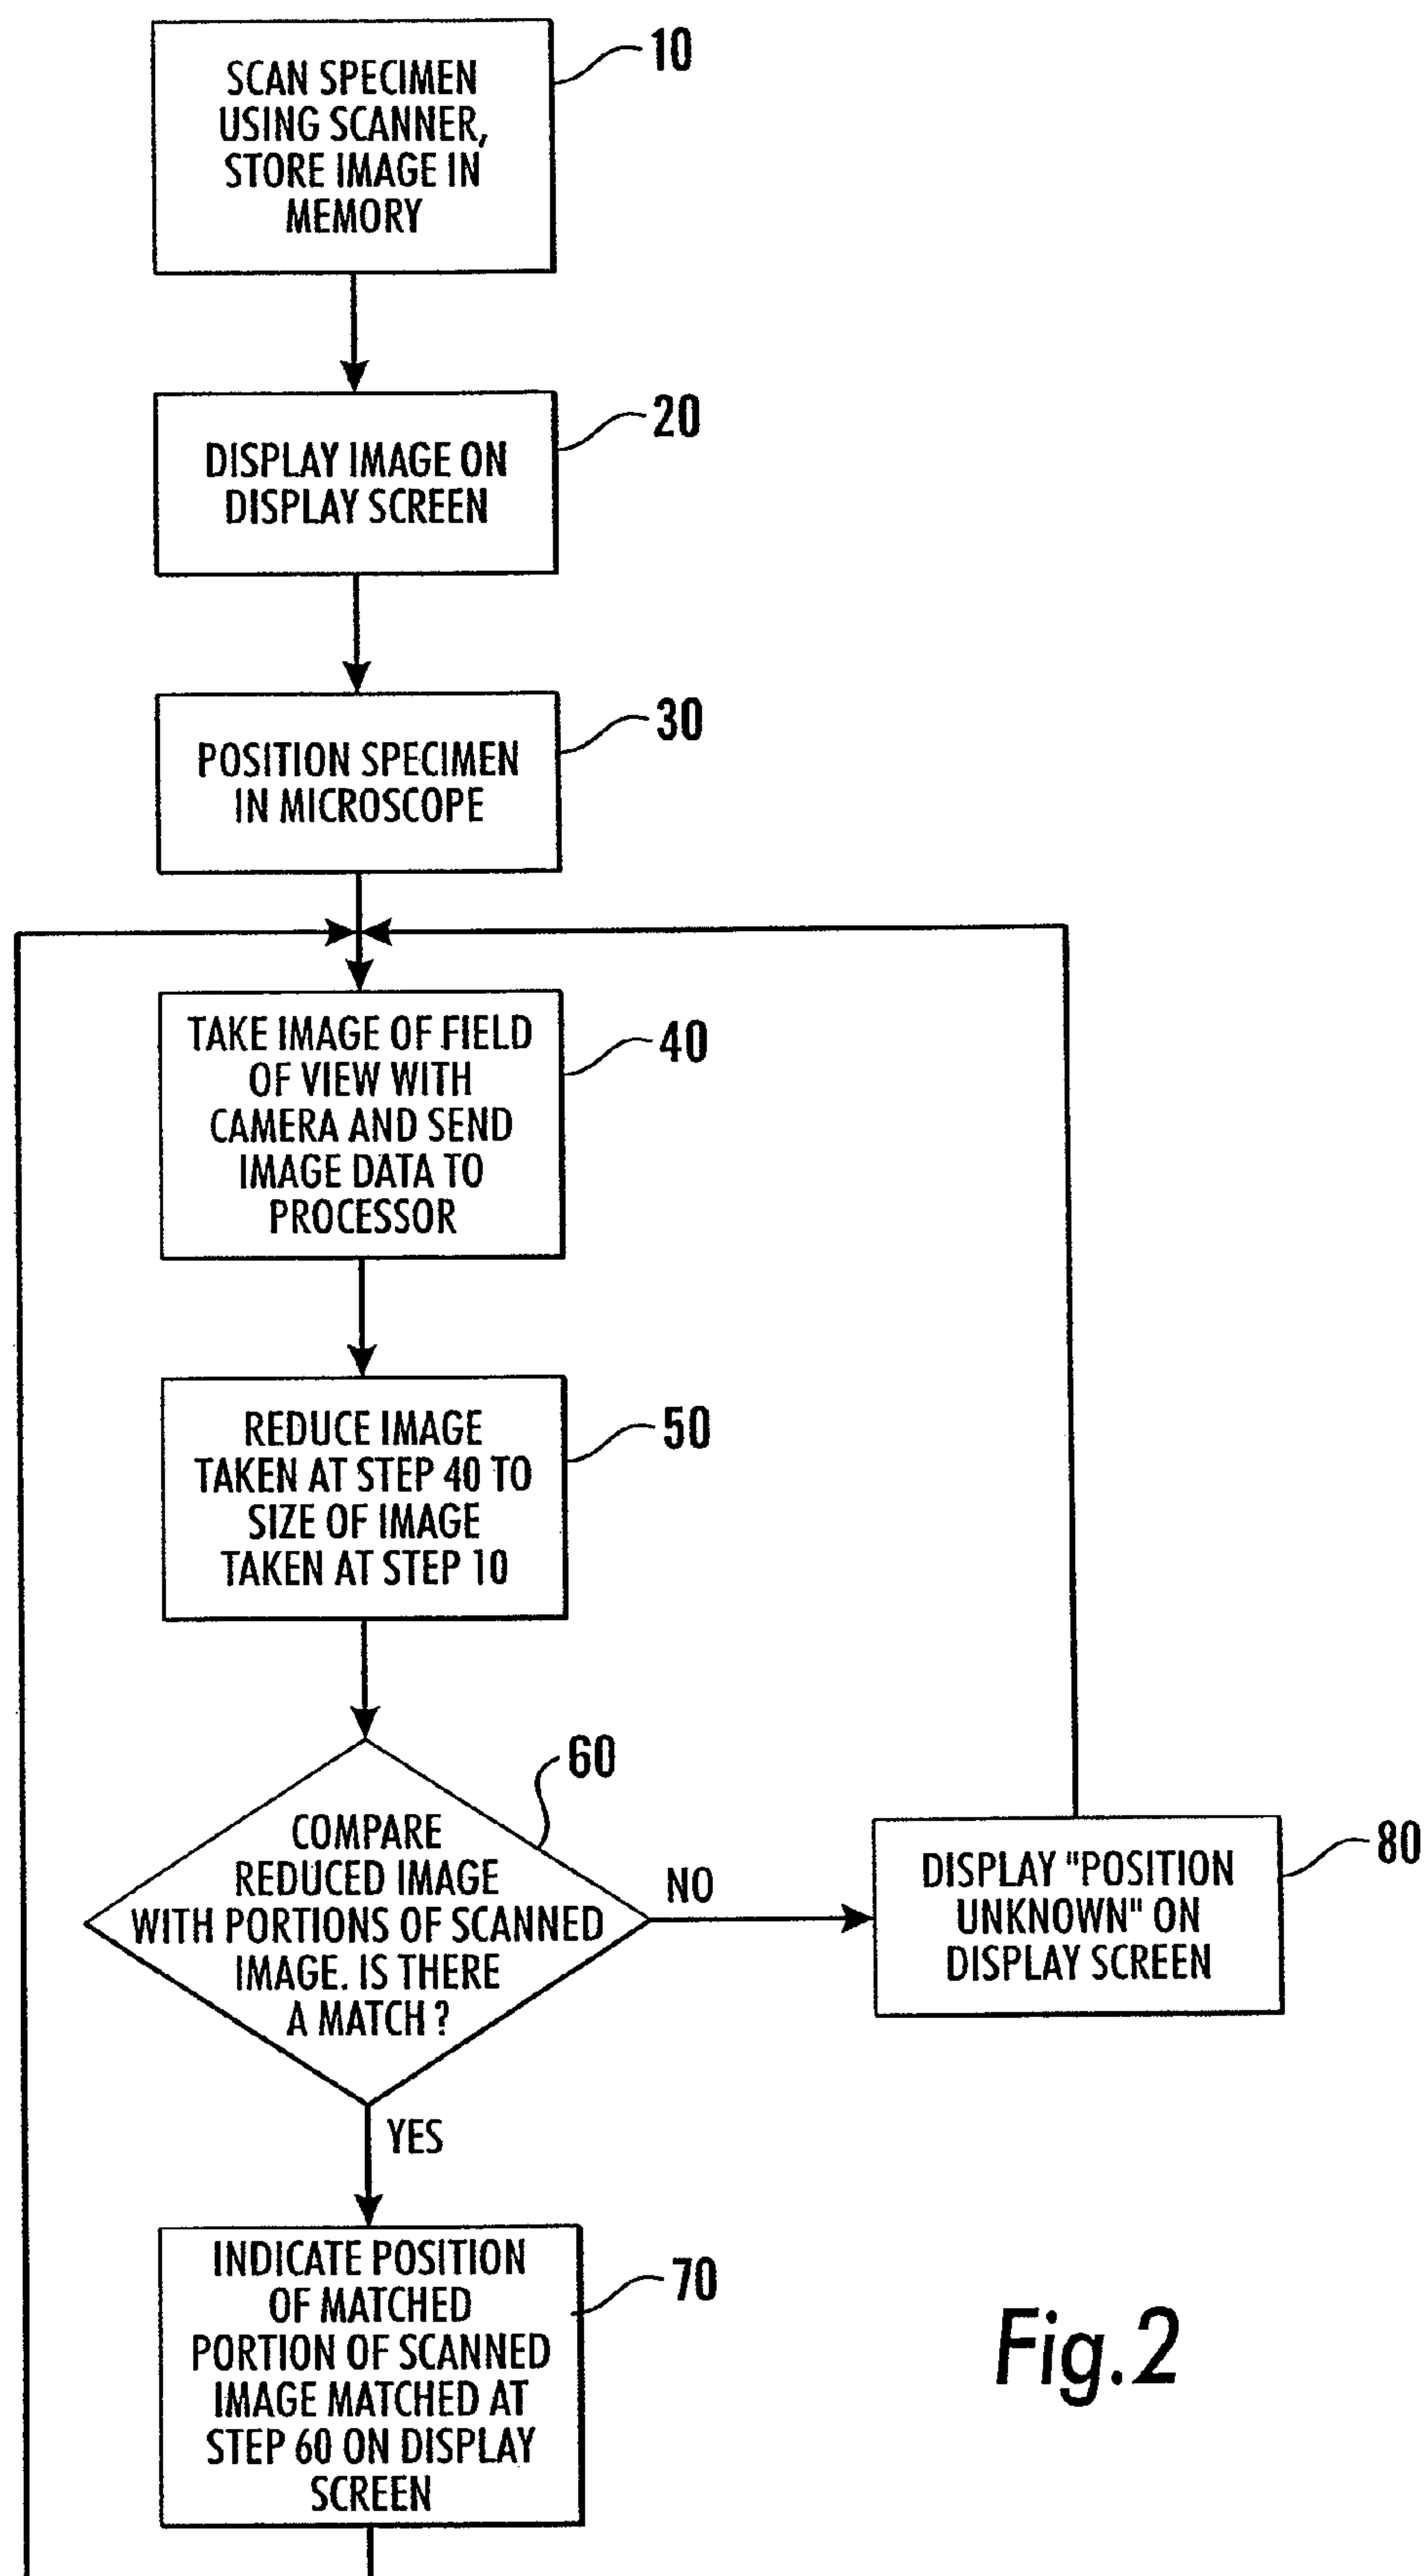 10
SCAN SPECIMEN
USING SCANNER,
STORE IMAGE IN
MEMORY
20
DISPLAY IMAGE ON
DISPLAY SCREEN
30
POSITION SPECIMEN
IN MICROSCOPE
40
TAKE IMAGE OF FIELD
OF VIEW WITH
CAMERA AND SEND
IMAGE DATA TO
PROCESSOR
50
REDUCE IMAGE
TAKEN AT STEP 40 TO
SIZE OF IMAGE
TAKEN AT STEP 10
60
COMPARE
REDUCED IMAGE
WITH PORTIONS OF SCANNED
IMAGE. IS THERE
A MATCH ?
NO
80
DISPLAY "POSITION
UNKNOWN" ON
DISPLAY SCREEN
YES
70
INDICATE POSITION
OF MATCHED
PORTION OF SCANNED
IMAGE MATCHED AT
STEP 60 ON DISPLAY
SCREEN
Fig.2